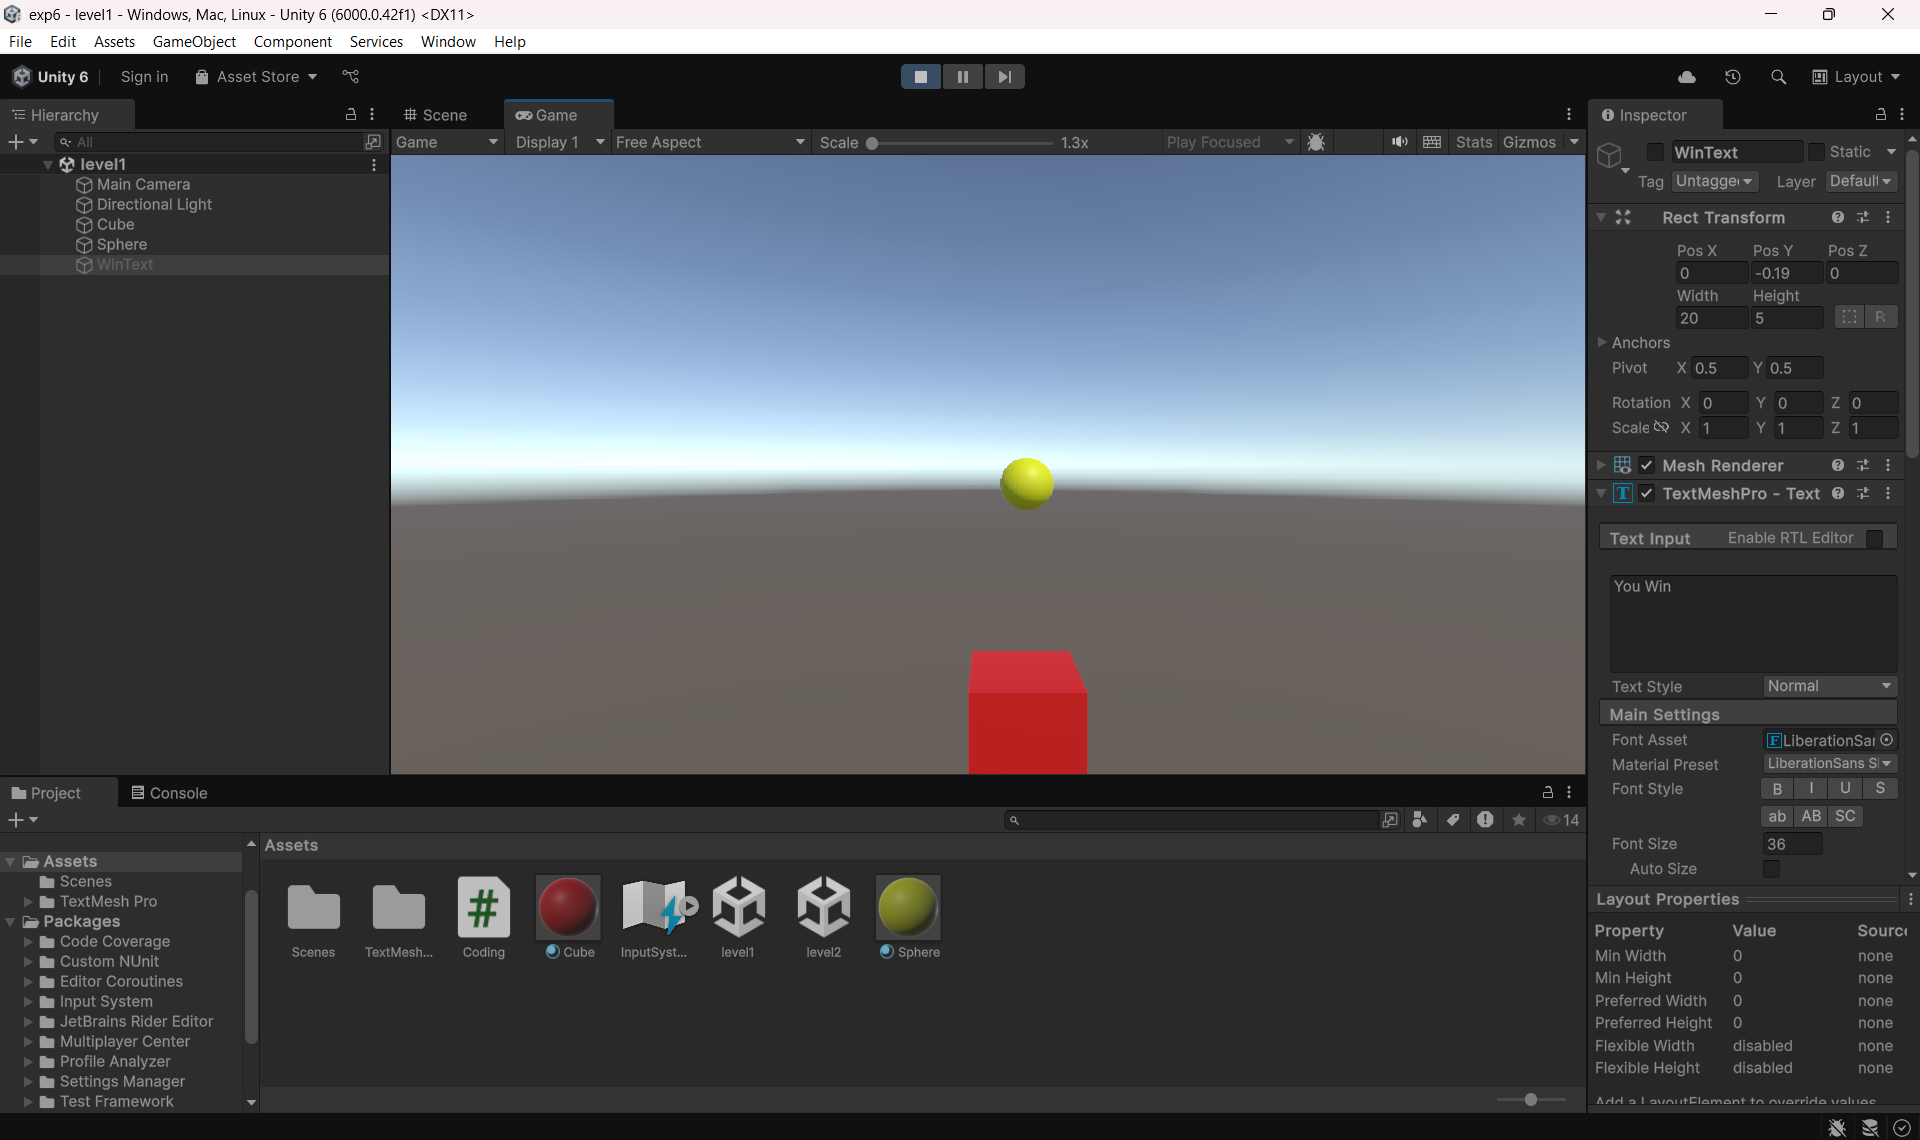 exp6 - level1 - Windows, Mac, Linux - Unity 6 (6000.0.42f1) <DX11>
File Edit Assets GameObject Component Services Window Help
Unity 6 Sign in Asset Store Layout
Hierarchy
All
level1
Main Camera
Directional Light
Cube
Sphere
WinText
Scene Game
Game Display 1 Free Aspect Scale 1.3x Play Focused Stats Gizmos
Inspector
WinText Static
Tag Untagge Layer Default
Rect Transform
Pos X Pos Y Pos Z
0 -0.19 0
Width Height
20 5 R
Anchors
Pivot X 0.5 Y 0.5
Rotation X 0 Y 0 Z 0
Scale X 1 Y 1 Z 1
Mesh Renderer
TextMeshPro - Text
Text Input Enable RTL Editor
You Win
Text Style Normal
Main Settings
Font Asset F LiberationSa
Material Preset LiberationSans S
Font Style B I U S
ab AB SC
Font Size 36
Auto Size
Layout Properties
Property Value Source
Min Width 0 none
Min Height 0 none
Preferred Width 0 none
Preferred Height 0 none
Flexible Width disabled none
Flexible Height disabled none
Add a LayoutElement to override values
Project Console
14
Assets
Scenes
TextMesh Pro
Packages
Code Coverage
Custom NUnit
Editor Coroutines
Input System
JetBrains Rider Editor
Multiplayer Center
Profile Analyzer
Settings Manager
Test Framework
Assets
Scenes TextMesh... Coding Cube InputSyst... level1 level2 Sphere